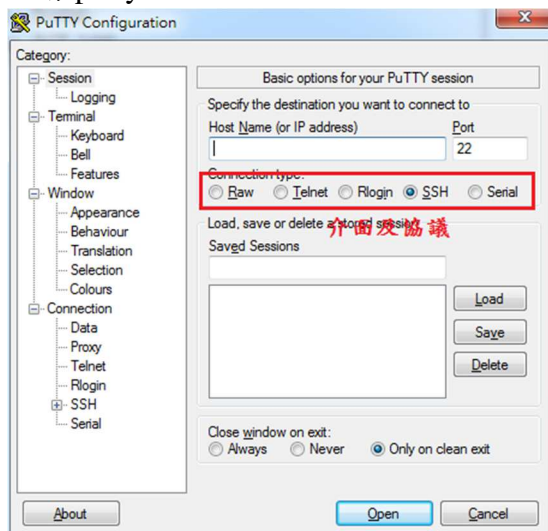 PuTTY Configuration
Category:
Session
Logging
Terminal
Keyboard
Bell
Features
Window
Appearance
Behaviour
Translation
Selection
Colours
Connection
Data
Proxy
Telnet
Rlogin
SSH
Serial
Basic options for your PuTTY session
Specify the destination you want to connect to
Host Name (or IP address) Port
22
Connection type:
Raw Telnet Rlogin SSH Serial
Load, save or delete a stored session
介面及協議
Saved Sessions
Load
Save
Delete
Close window on exit:
Always Never Only on clean exit
About Open Cancel